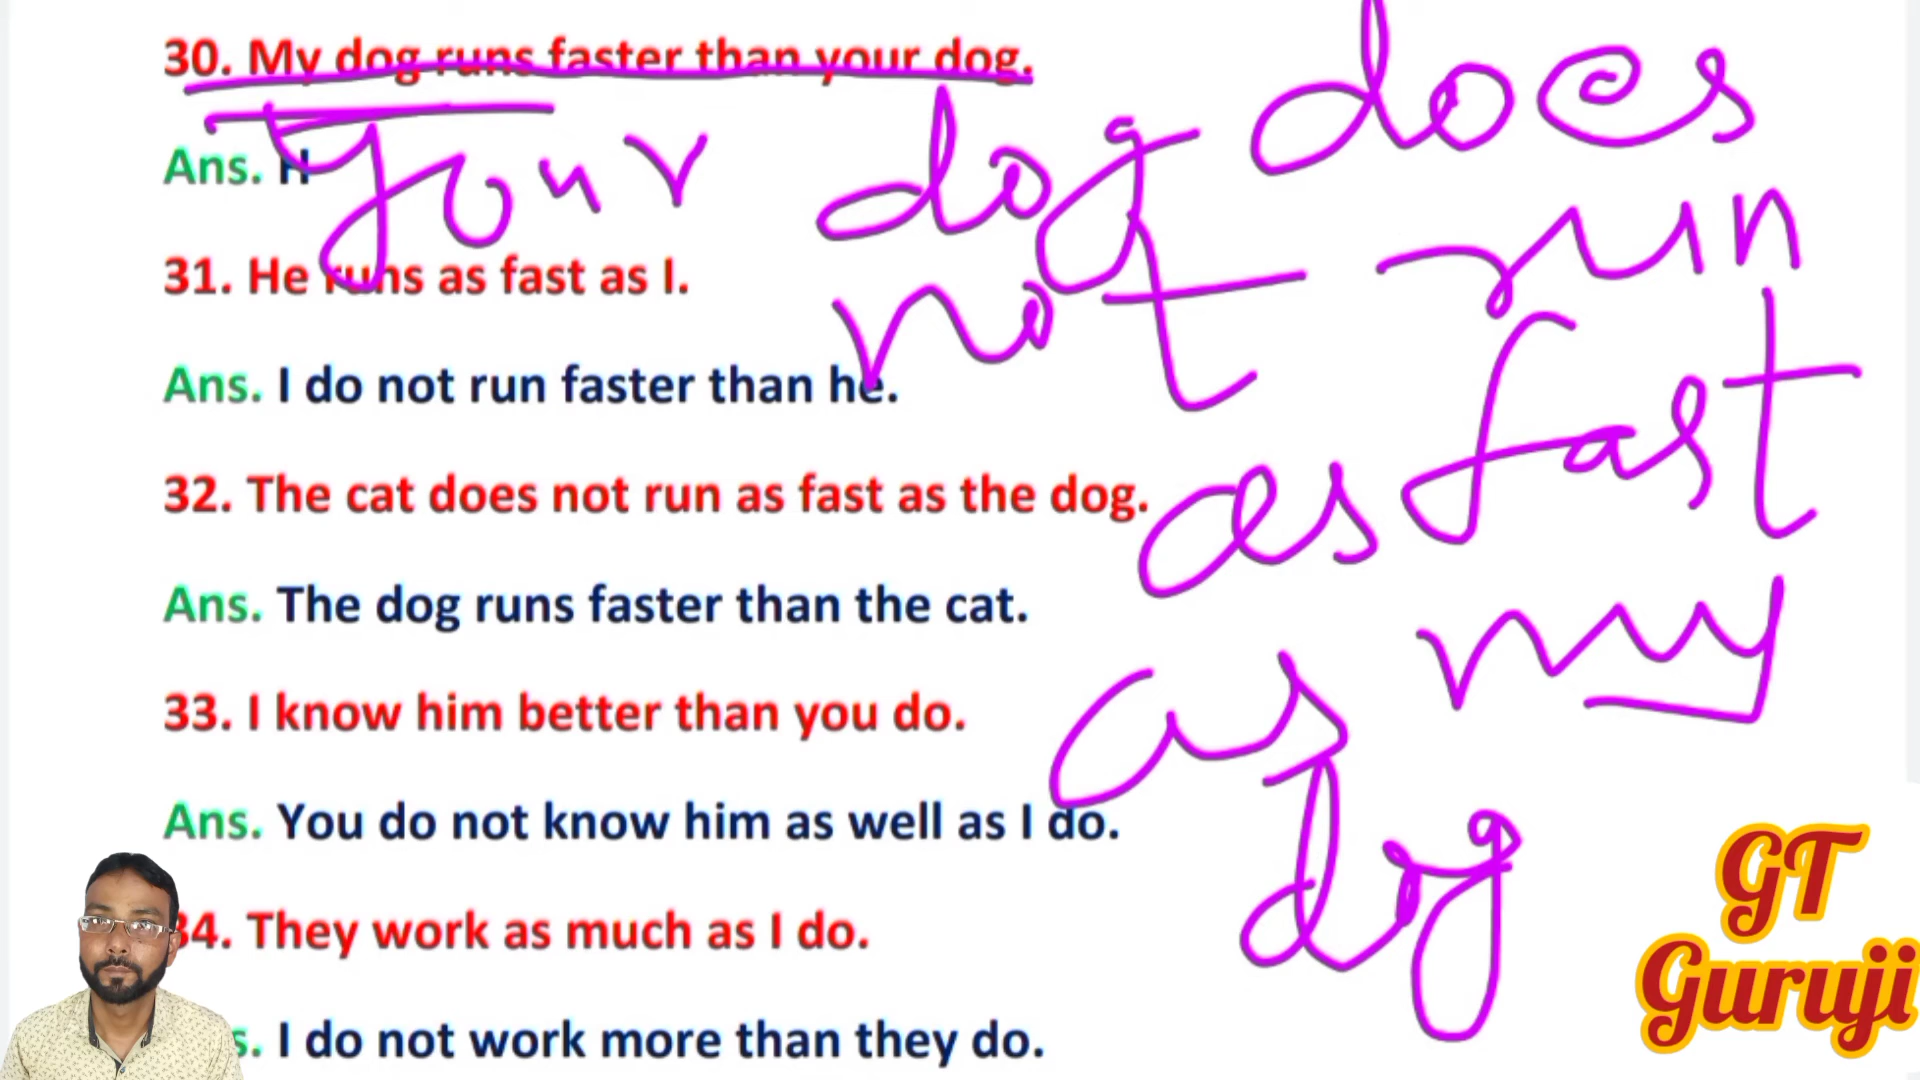 30. My dog runs faster than your dog.
Ans. H
Your dog does
not run
as fast
as my
dog
31. He runs as fast as I.
Ans. I do not run faster than he.
32. The cat does not run as fast as the dog.
Ans. The dog runs faster than the cat.
33. I know him better than you do.
Ans. You do not know him as well as I do.
34. They work as much as I do.
s. I do not work more than they do.
GT
Guruji